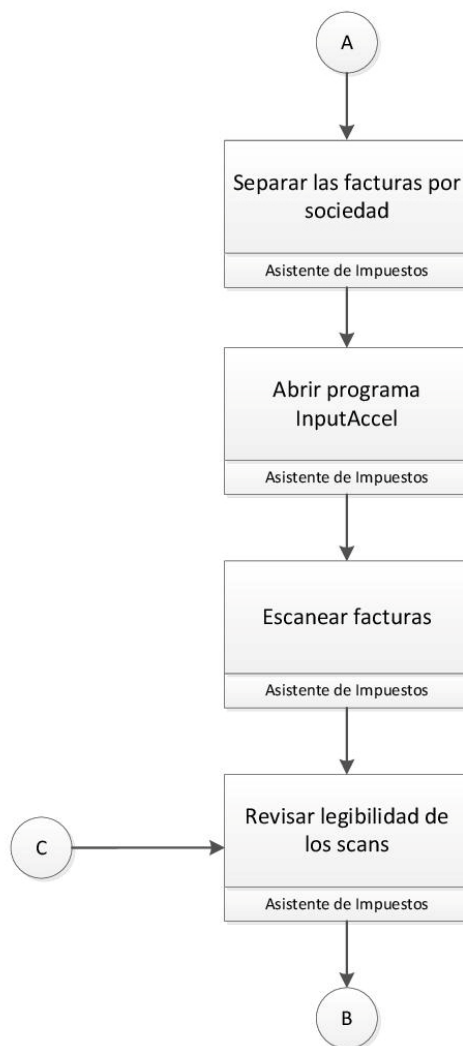 A
Separar las facturas por
sociedad
Asistente de Impuestos
Abrir programa
InputAccel
Asistente de Impuestos
Escanear facturas
Asistente de Impuestos
C
Revisar legibilidad de
los scans
Asistente de Impuestos
B